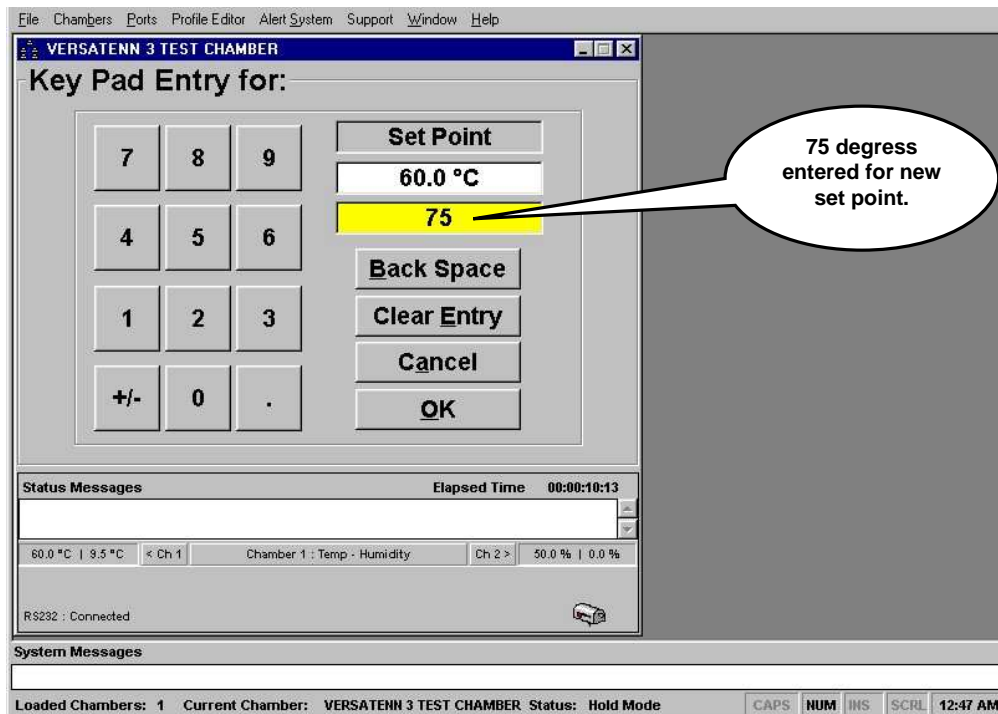 File Chambers Ports Profile Editor Alert System Support Window Help
VERSATENN 3 TEST CHAMBER
Key Pad Entry for:
7 8 9
4 5 6
1 2 3
+/- 0 .
Set Point
60.0 °C
75
Back Space
Clear Entry
Cancel
OK
75 degress
entered for new
set point.
Status Messages Elapsed Time 00:00:10:13
60.0 °C | 9.5 °C < Ch 1 Chamber 1 : Temp - Humidity Ch 2 > 50.0 % | 0.0 %
RS232 : Connected
System Messages
Loaded Chambers: 1 Current Chamber: VERSATENN 3 TEST CHAMBER Status: Hold Mode CAPS NUM INS SCRL 12:47 AM